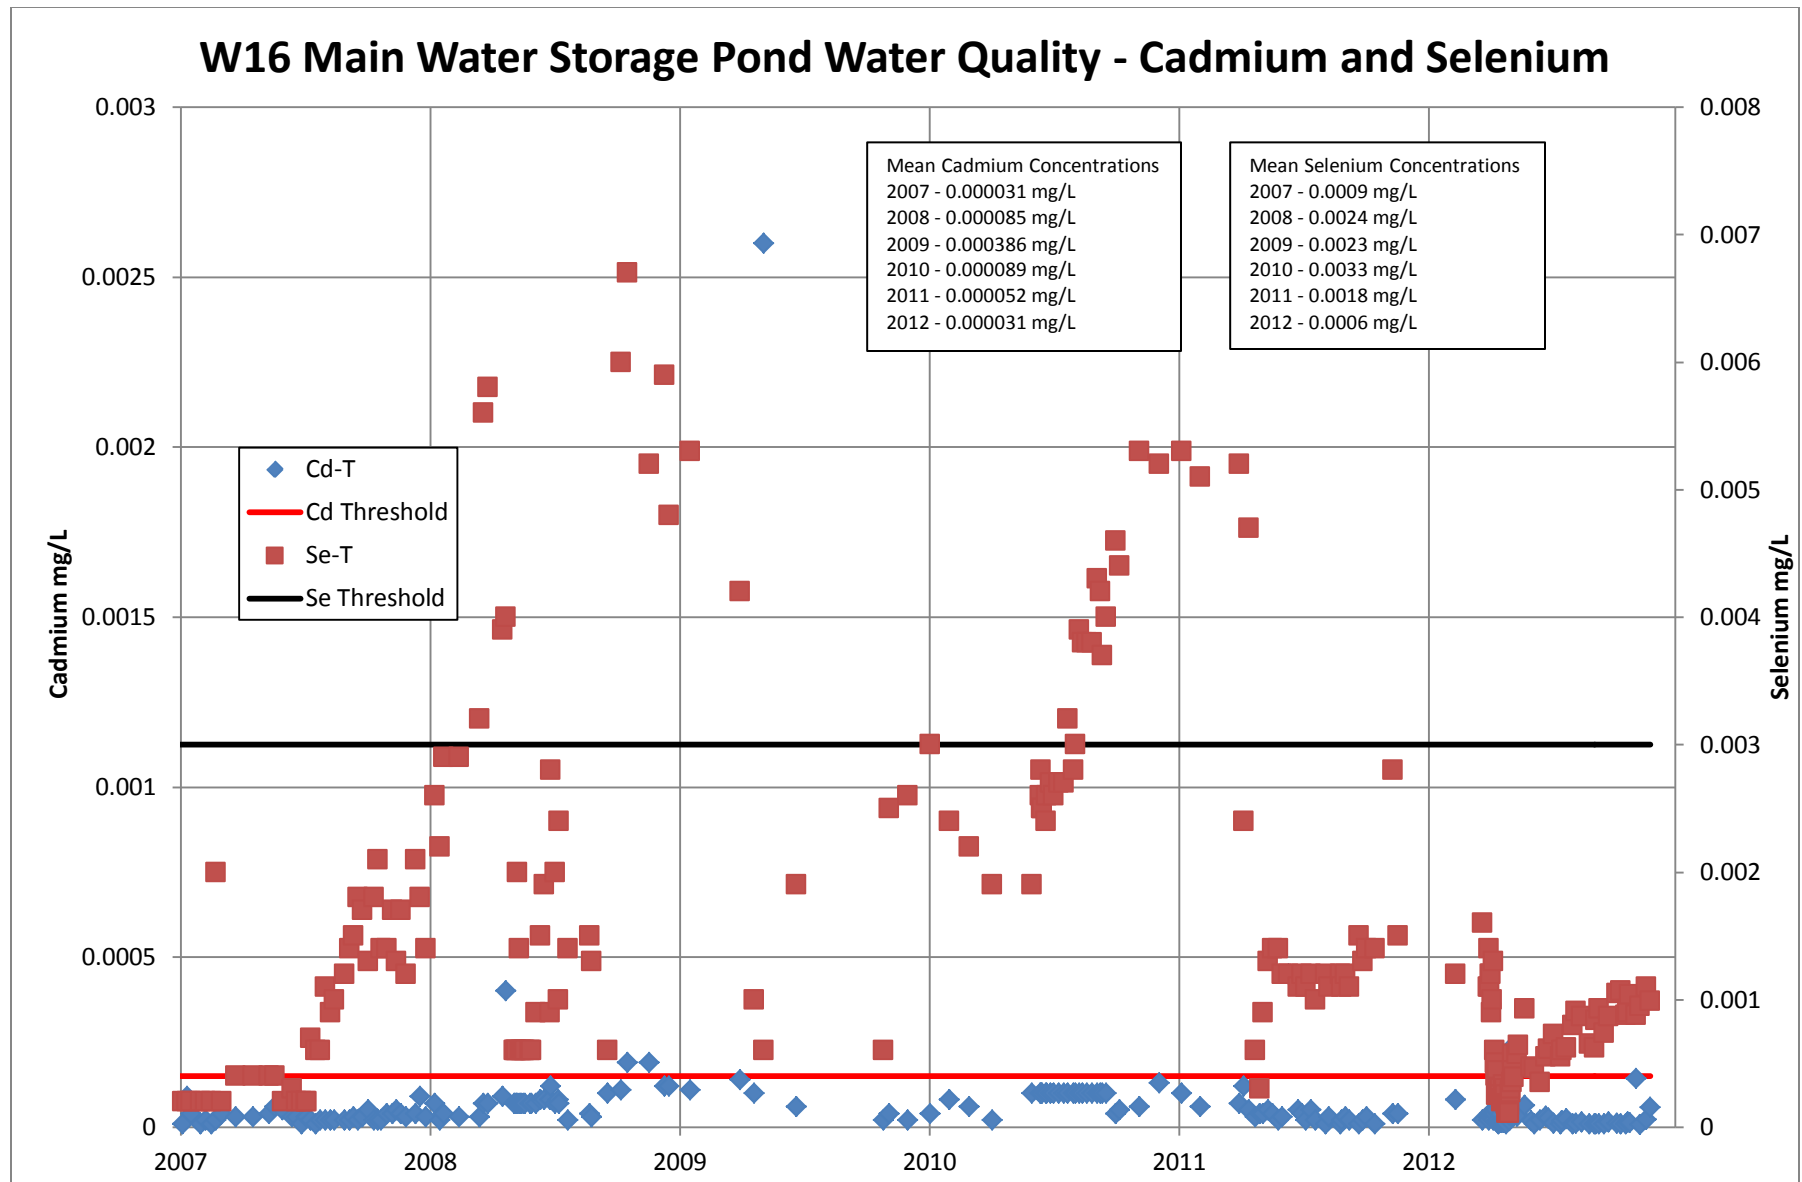 W16 Main Water Storage Pond Water Quality - Cadmium and Selenium
0.003
0.0025
0.002
0.0015
0.001
0.0005
0
Cadmium mg/L
0.008
0.007
0.006
0.005
0.004
0.003
0.002
0.001
0
Selenium mg/L
Mean Cadmium Concentrations
2007 - 0.000031 mg/L
2008 - 0.000085 mg/L
2009 - 0.000386 mg/L
2010 - 0.000089 mg/L
2011 - 0.000052 mg/L
2012 - 0.000031 mg/L
Mean Selenium Concentrations
2007 - 0.0009 mg/L
2008 - 0.0024 mg/L
2009 - 0.0023 mg/L
2010 - 0.0033 mg/L
2011 - 0.0018 mg/L
2012 - 0.0006 mg/L
Cd-T
Cd Threshold
Se-T
Se Threshold
2007 2008 2009 2010 2011 2012